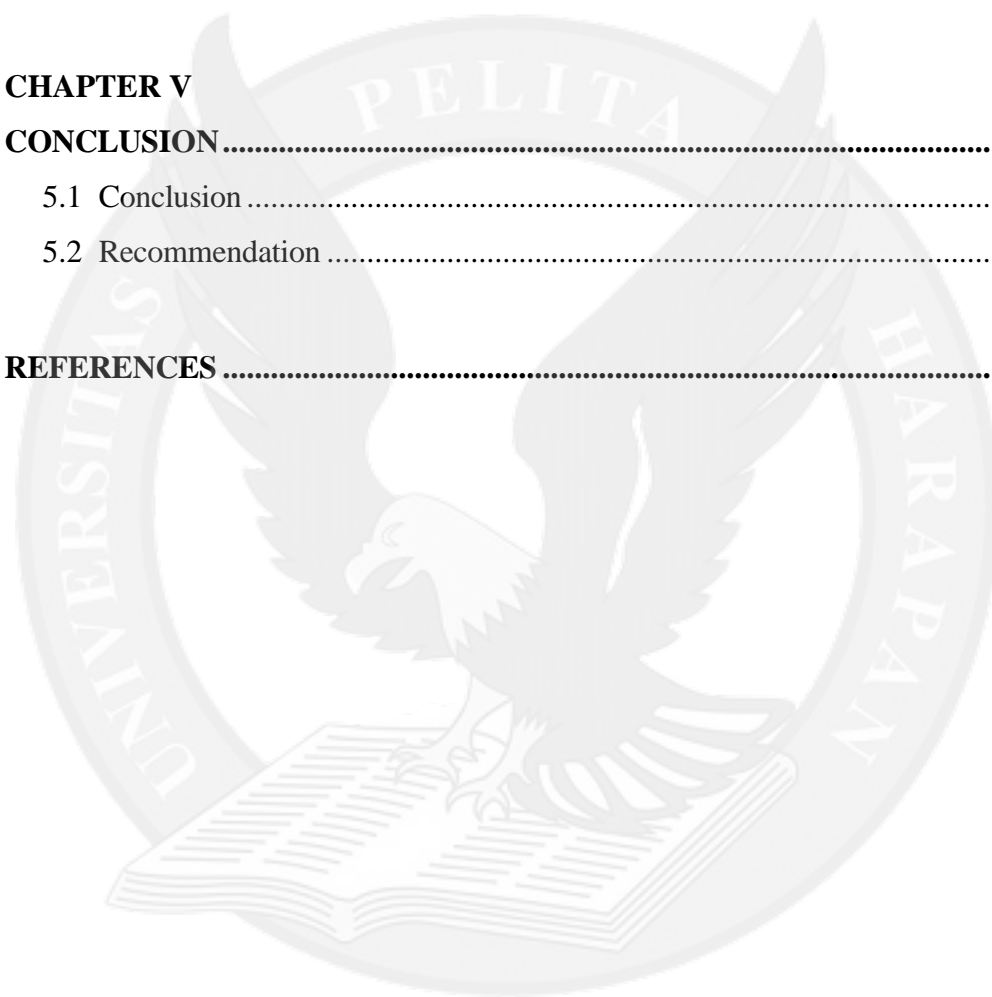 CHAPTER V
CONCLUSION................................................................................................
5.1 Conclusion .............................................................................................
5.2 Recommendation ...................................................................................
REFERENCES ................................................................................................
UNIVERSITAS PELITA HARAPAN